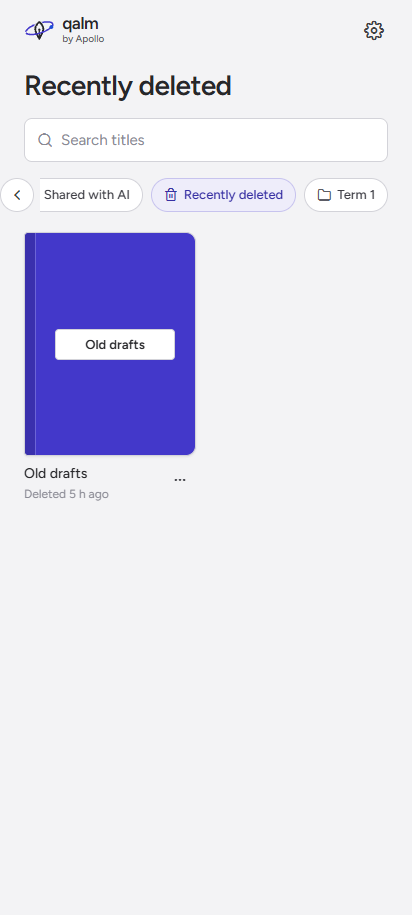 qalm
by Apollo
Recently deleted
Search titles
Shared with AI
Recently deleted
Term 1
Old drafts
Old drafts
...
Deleted 5 h ago